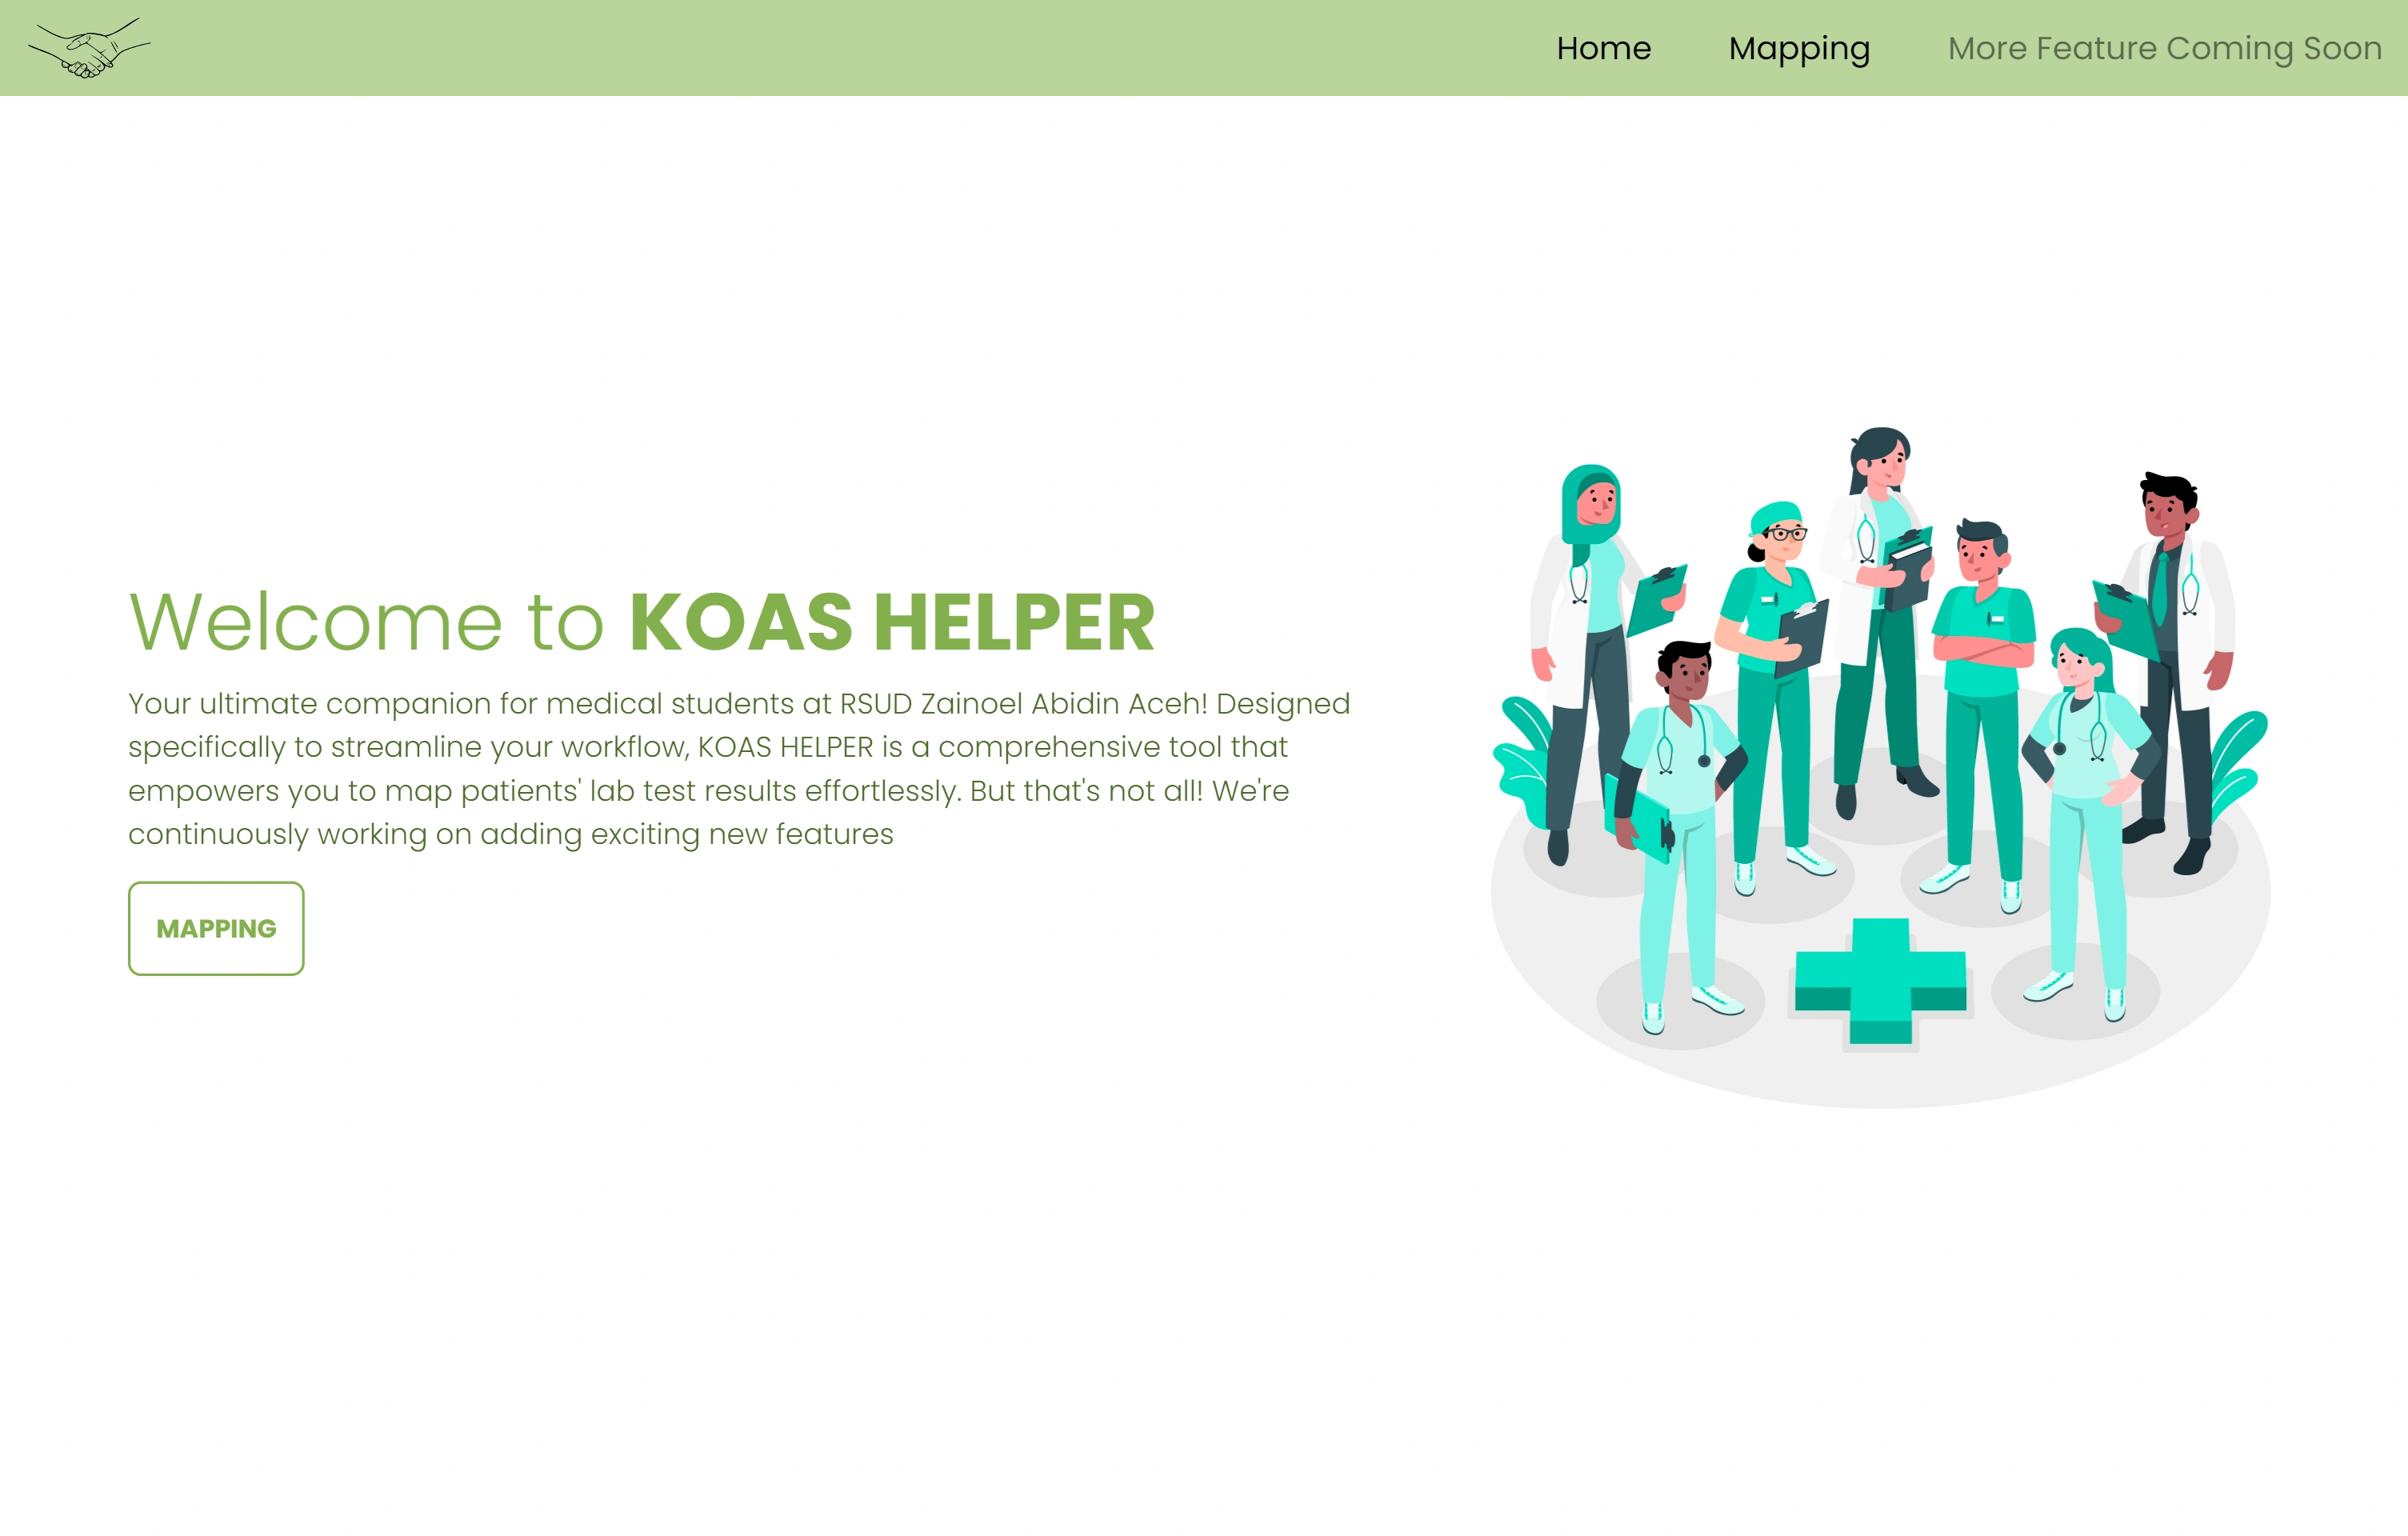 Home Mapping More Feature Coming Soon
Welcome to KOAS HELPER
Your ultimate companion for medical students at RSUD Zainoel Abidin Aceh! Designed
specifically to streamline your workflow, KOAS HELPER is a comprehensive tool that
empowers you to map patients' lab test results effortlessly. But that's not all! We're
continuously working on adding exciting new features
MAPPING